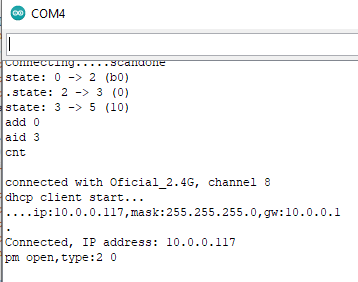 COM4
Connecting.....scandone
state: 0 -> 2 (b0)
.state: 2 -> 3 (0)
state: 3 -> 5 (10)
add 0
aid 3
cnt
connected with Oficial_2.4G, channel 8
dhcp client start...
....ip:10.0.0.117,mask:255.255.255.0,gw:10.0.0.1
.
Connected, IP address: 10.0.0.117
pm open,type:2 0